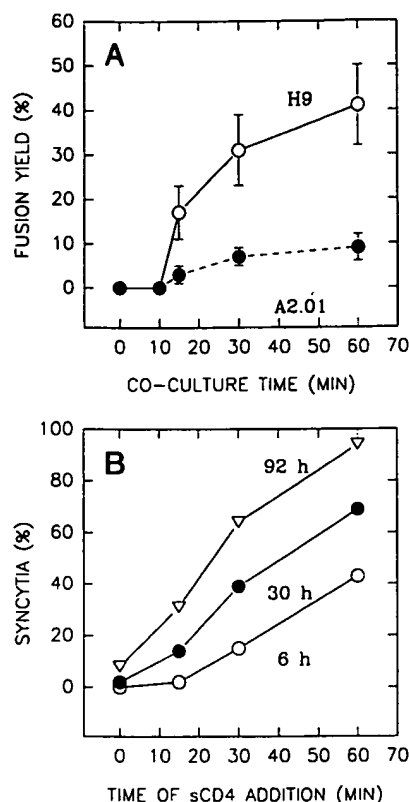 A
FUSION YIELD (%)
60
50
40
30
20
10
0
H9
A2.01
0 10 20 30 40 50 60 70
CO-CULTURE TIME (MIN)
B
SYNCYTIA (%)
100
80
60
40
20
0
92 h
30 h
6 h
0 10 20 30 40 50 60 70
TIME OF sCD4 ADDITION (MIN)